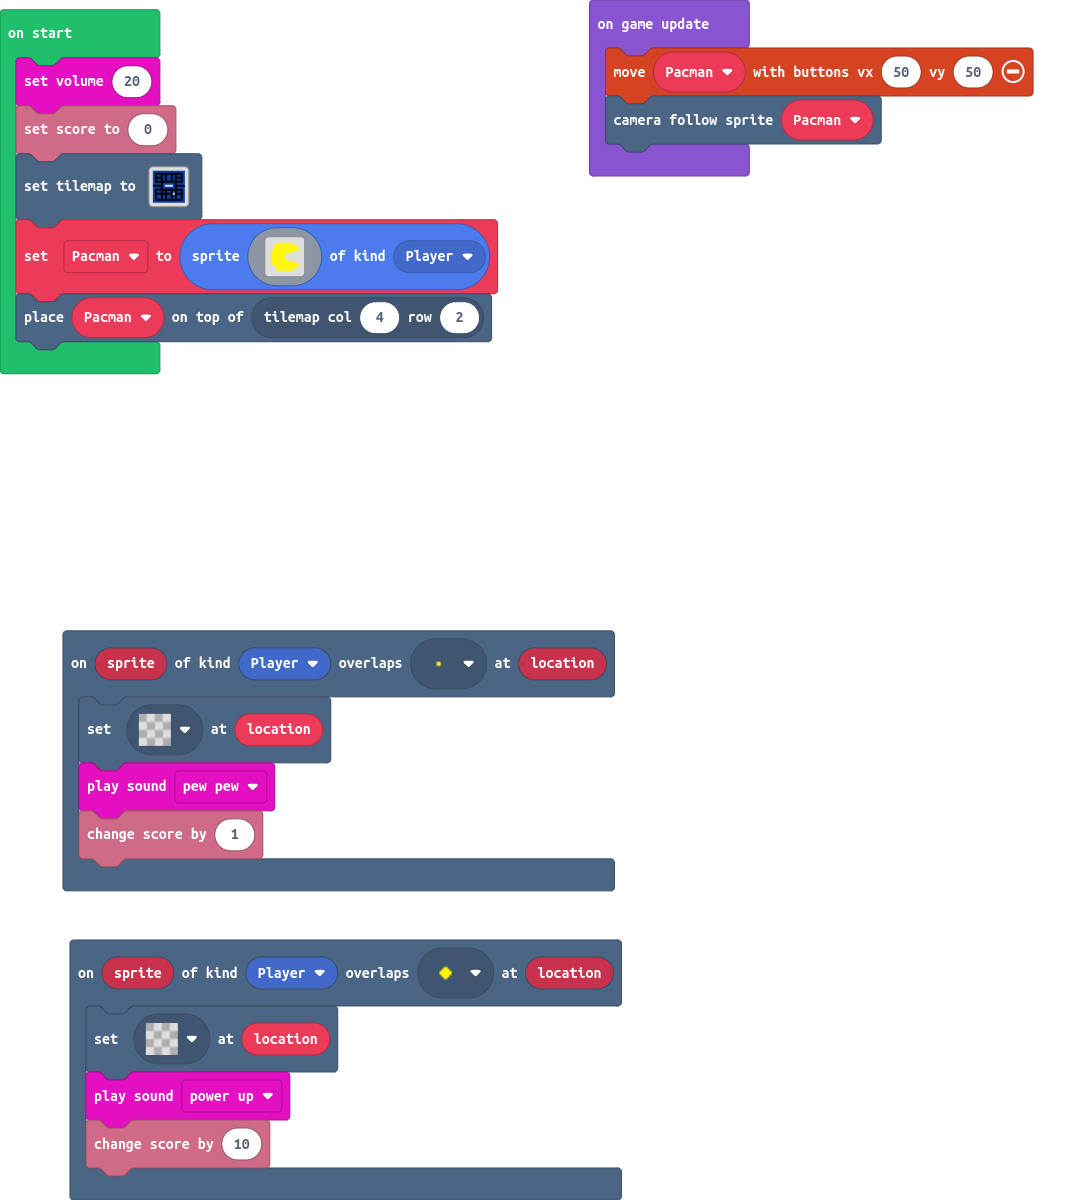 on start
set volume 20
set score to 0
set tilemap to
set Pacman to sprite of kind Player
place Pacman on top of tilemap col 4 row 2
on game update
move Pacman with buttons vx 50 vy 50
camera follow sprite Pacman
on sprite of kind Player overlaps at location
set at location
play sound pew pew
change score by 1
on sprite of kind Player overlaps at location
set at location
play sound power up
change score by 10